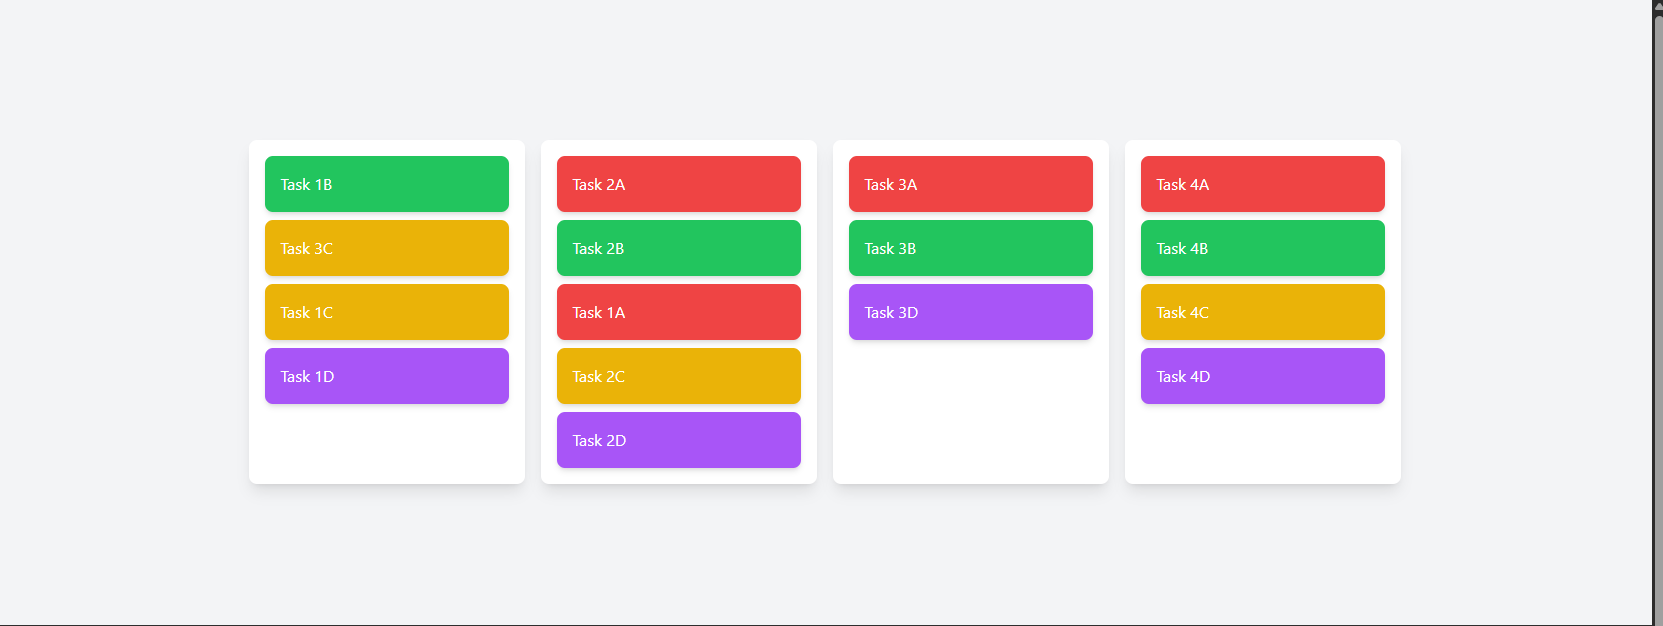 Task 1B
Task 3C
Task 1C
Task 1D
Task 2A
Task 2B
Task 1A
Task 2C
Task 2D
Task 3A
Task 3B
Task 3D
Task 4A
Task 4B
Task 4C
Task 4D